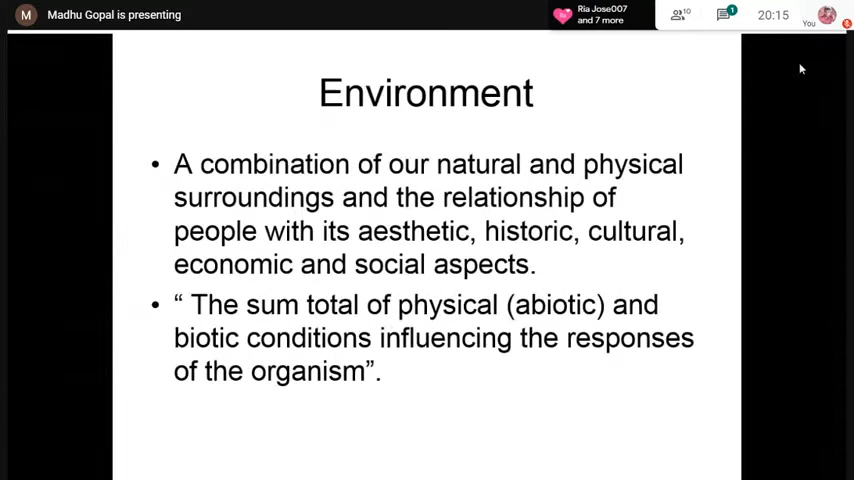 M Madhu Gopal is presenting
Ria Jose007
and 7 more
10
1
20:15
You
Environment
• A combination of our natural and physical
surroundings and the relationship of
people with its aesthetic, historic, cultural,
economic and social aspects.
• “ The sum total of physical (abiotic) and
biotic conditions influencing the responses
of the organism”.